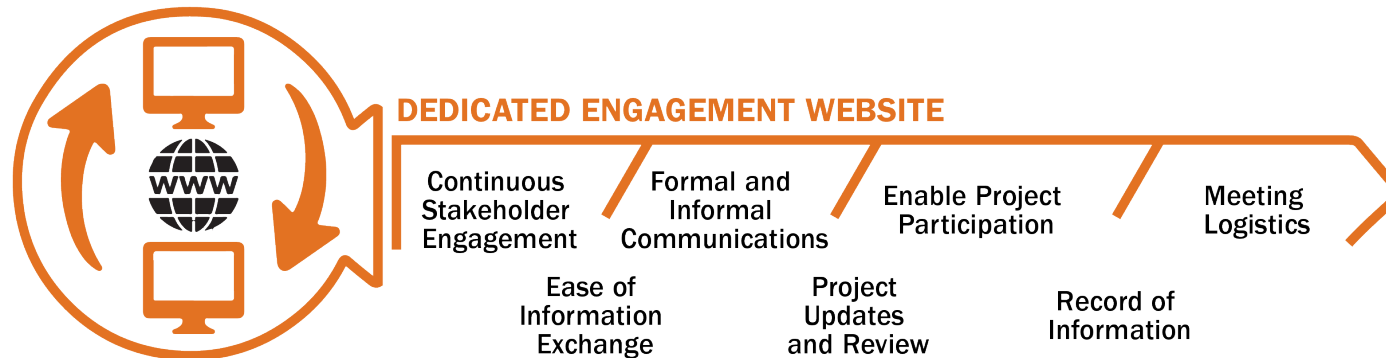 WWW
DEDICATED ENGAGEMENT WEBSITE
Continuous
Stakeholder
Engagement
Ease of
Information
Exchange
Formal and
Informal
Communications
Project
Updates
and Review
Enable Project
Participation
Record of
Information
Meeting
Logistics